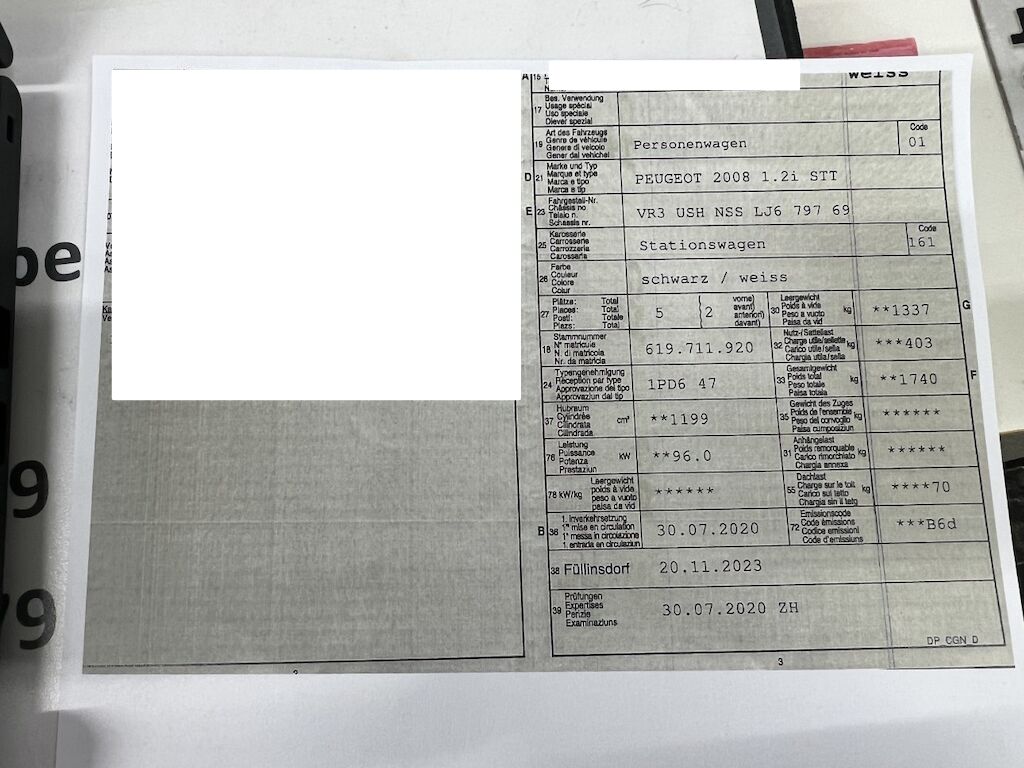 be
9
79
A 15
weiss
17 Bes. Verwendung
Usage spécial
Uso speciale
Diever spezial
19 Art des Fahrzeugs
Genre de véhicule
Genere di veicolo
Gener dal vehichel
Personenwagen
Code
01
D 21 Marke und Typ
Marque et type
Marca e tipo
Marca e tip
PEUGEOT 2008 1.2i STT
E 23 Fahrgestell-Nr.
Châssis no
Telaio n.
Schassis nr.
VR3 USH NSS LJ6 797 69
25 Karosserie
Carrosserie
Carrozzeria
Carossaria
Stationswagen
Code
161
26 Farbe
Couleur
Colore
Colur
schwarz / weiss
27 Plätze: Total
Places: Total
Posti: Totale
Plazs: Total
5 { 2
vorne)
avant)
anteriori)
davant)
30 Leergewicht
Poids à vide
Peso a vuoto
Paisa da vid
kg
**1337
G
18 Stammnummer
N° matricule
N. di matricola
Nr. da matricla
619.711.920
32 Nutz-/Sattellast
Charge utile/sellette
Carico utile/sella
Chargia utila/sella
kg
***403
24 Typengenehmigung
Réception par type
Approvazione del tipo
Approvaziun dal tip
1PD6 47
33 Gesamtgewicht
Poids total
Peso totale
Paisa totala
kg
**1740
F
37 Hubraum
Cylindrée
Cilindrata
Cilindrada
cm³
**1199
35 Gewicht des Zuges
Poids de l'ensemble
Peso del convoglio
Paisa cumposiziun
kg
******
76 Leistung
Puissance
Potenza
Prestaziun
kW
**96.0
31 Anhängelast
Poids remorquable
Carico rimorchiato
Chargia annexa
kg
******
78 kW/kg
Leergewicht
poids à vide
peso a vuoto
paisa da vid
******
55 Dachlast
Charge sur le toit
Carico sul tetto
Chargia sin il tetg
kg
****70
B 36 1. Inverkehrsetzung
1re mise en circulation
1a messa in circolazione
1. entrada en circulaziun
30.07.2020
72 Emissionscode
Code émissions
Codice emissioni
Code d'emissiuns
***B6d
38 Füllinsdorf
20.11.2023
39 Prüfungen
Expertises
Perizie
Examinaziuns
30.07.2020 ZH
DP_CGN_D
3